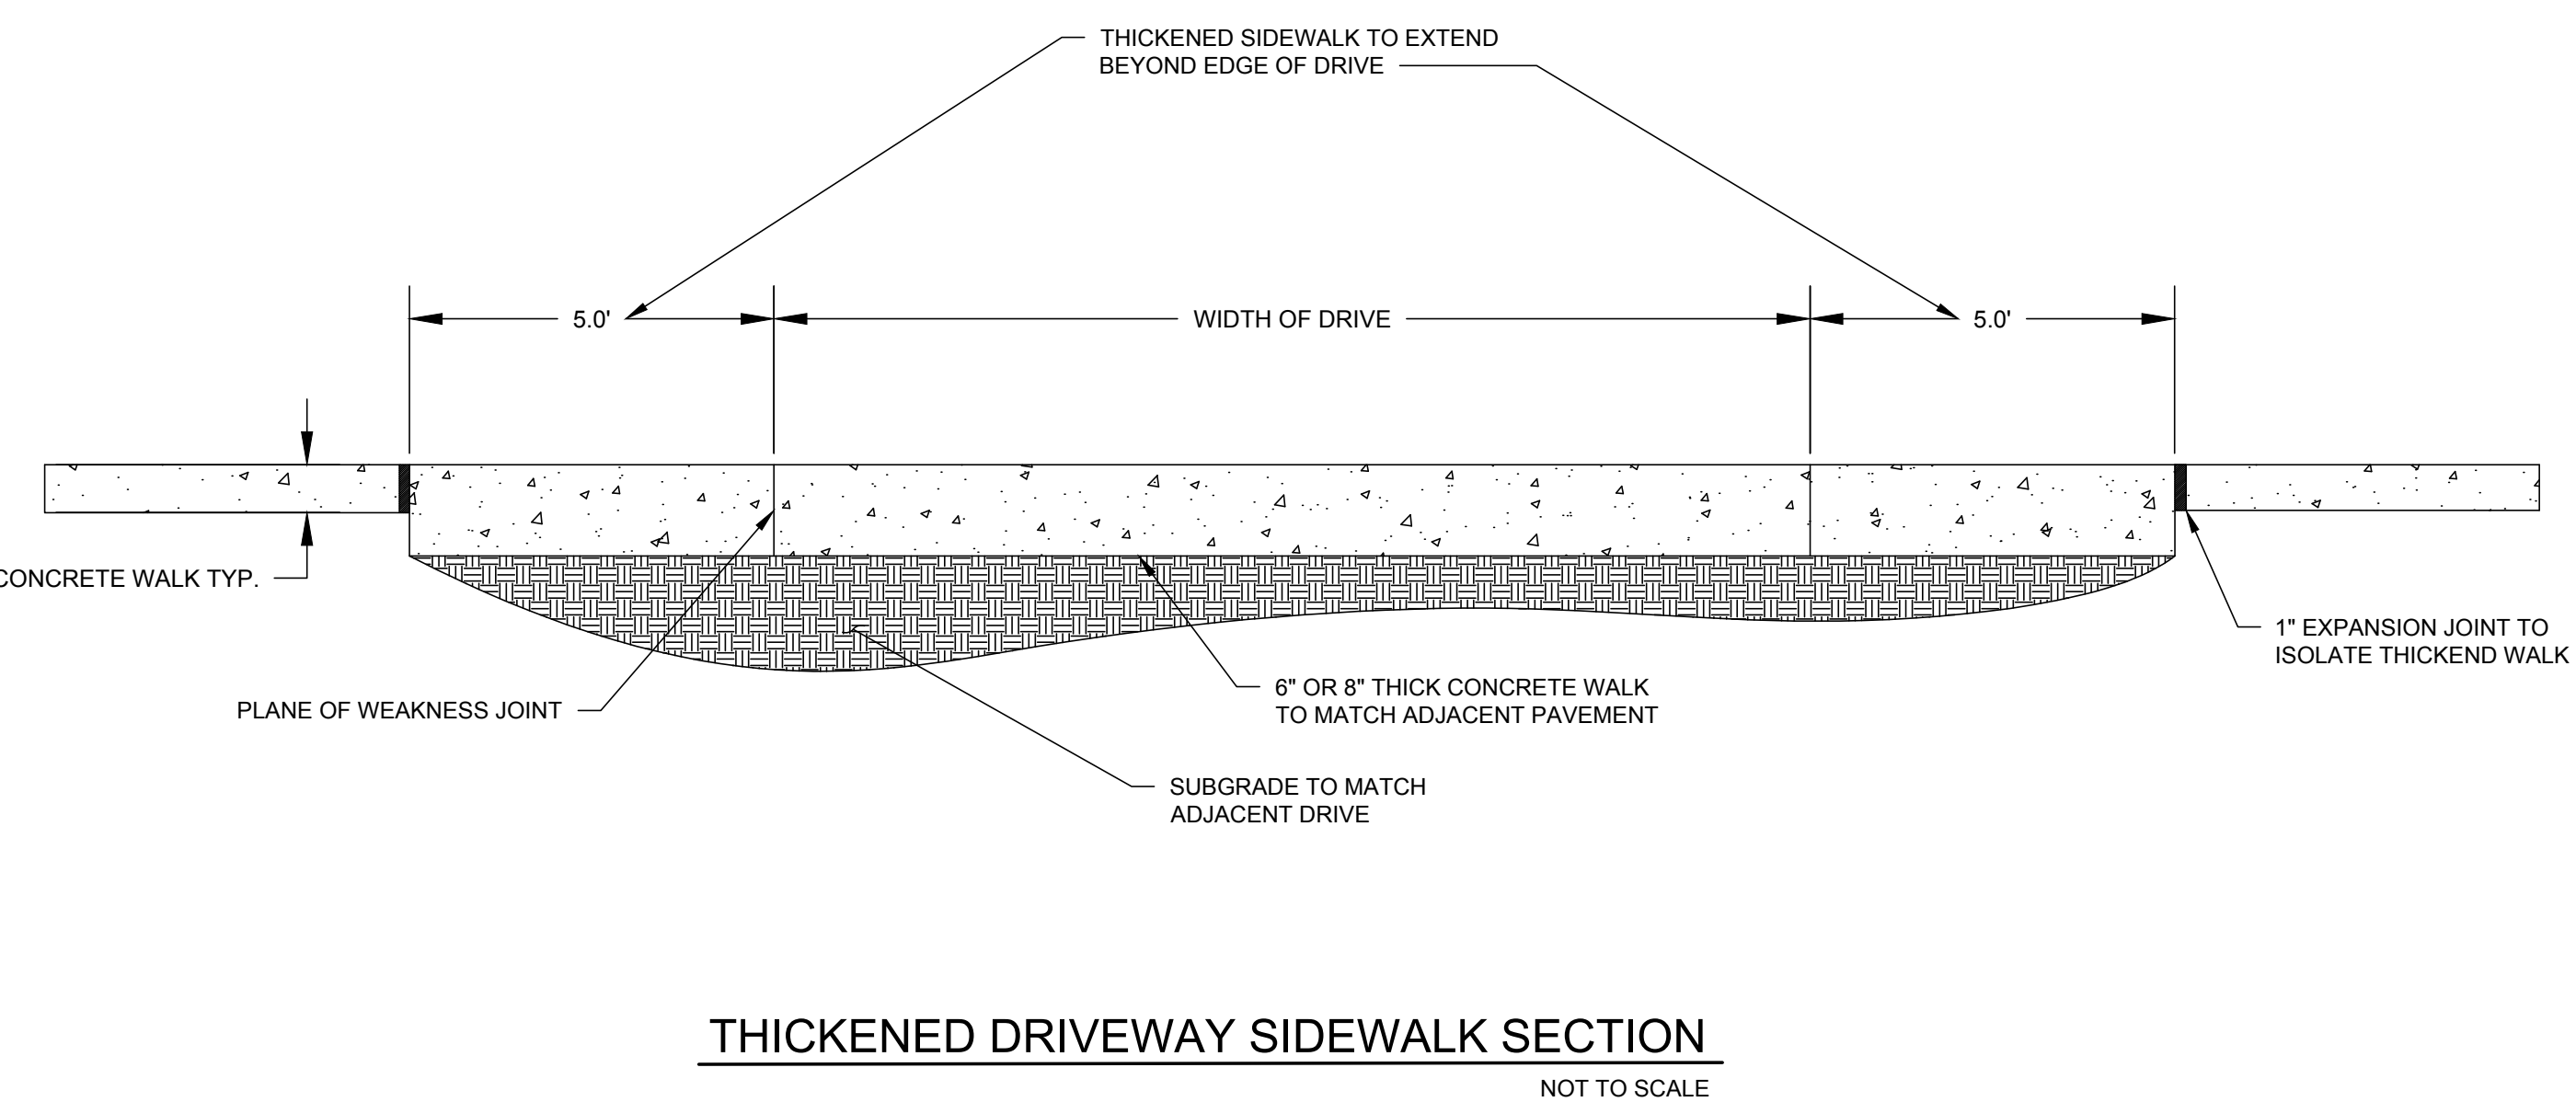 THICKENED SIDEWALK TO EXTEND
BEYOND EDGE OF DRIVE
5.0'
WIDTH OF DRIVE
5.0'
CONCRETE WALK TYP.
1" EXPANSION JOINT TO
ISOLATE THICKEND WALK
6" OR 8" THICK CONCRETE WALK
TO MATCH ADJACENT PAVEMENT
PLANE OF WEAKNESS JOINT
SUBGRADE TO MATCH
ADJACENT DRIVE
THICKENED DRIVEWAY SIDEWALK SECTION
NOT TO SCALE